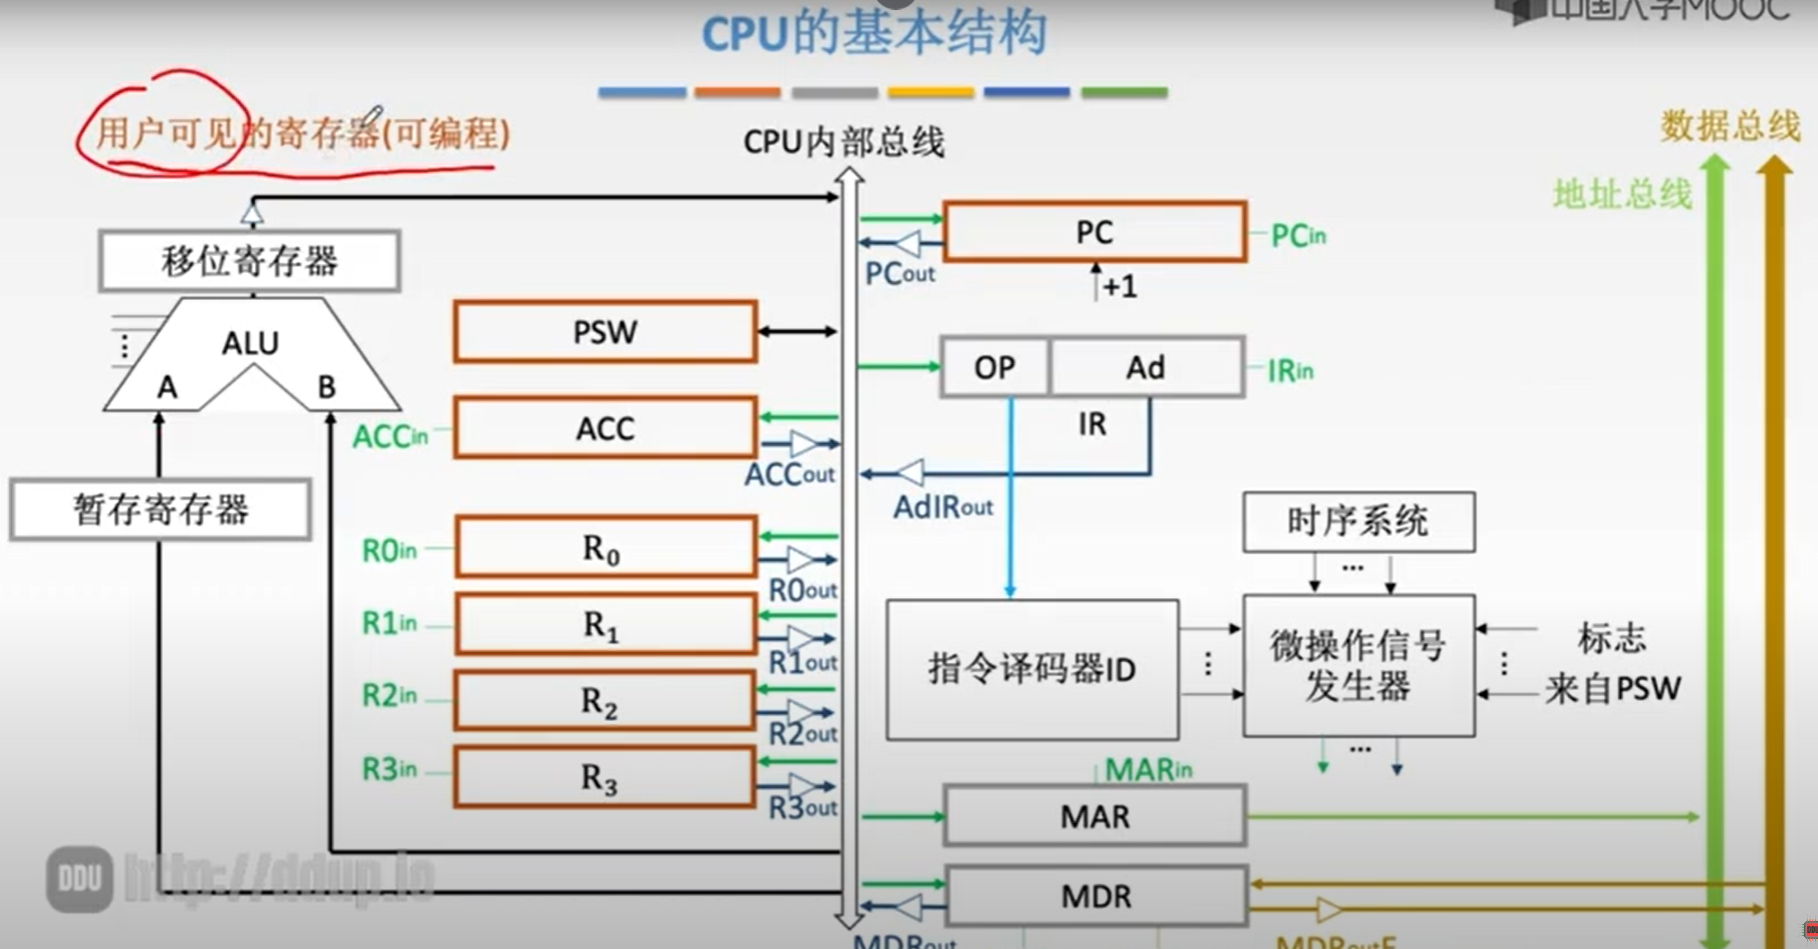 中国大学MOOC
CPU的基本结构
用户可见的寄存器(可编程)
CPU内部总线
数据总线
地址总线
移位寄存器
PC
PCin
PCout
+1
PSW
ALU
A
B
OP
Ad
IRin
IR
ACCin
ACC
ACCout
AdIRout
暂存寄存器
时序系统
...
R0in
R0
R0out
R1in
R1
R1out
R2in
R2
R2out
R3in
R3
R3out
指令译码器ID
微操作信号
发生器
标志
来自PSW
...
MARin
MAR
MDR
MDRout
MDRoutE
DDU
http://ddup.io